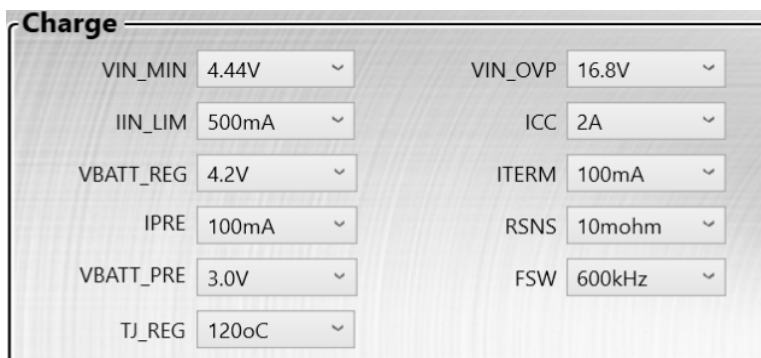 Charge
VIN_MIN 4.44V VIN_OVP 16.8V
IIN_LIM 500mA ICC 2A
VBATT_REG 4.2V ITERM 100mA
IPRE 100mA RSNS 10mohm
VBATT_PRE 3.0V FSW 600kHz
TJ_REG 120oC